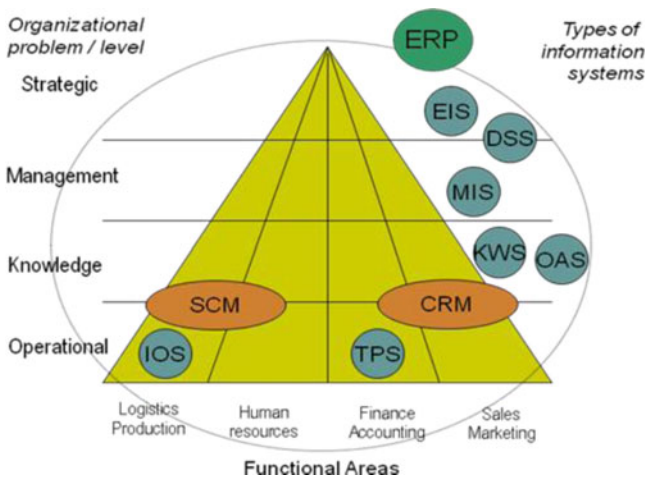 Organizational
problem / level
ERP
Types of
information
systems
Strategic
EIS
DSS
Management
MIS
KWS
OAS
Knowledge
SCM
CRM
Operational
IOS
TPS
Logistics
Production
Human
resources
Finance
Accounting
Sales
Marketing
Functional Areas